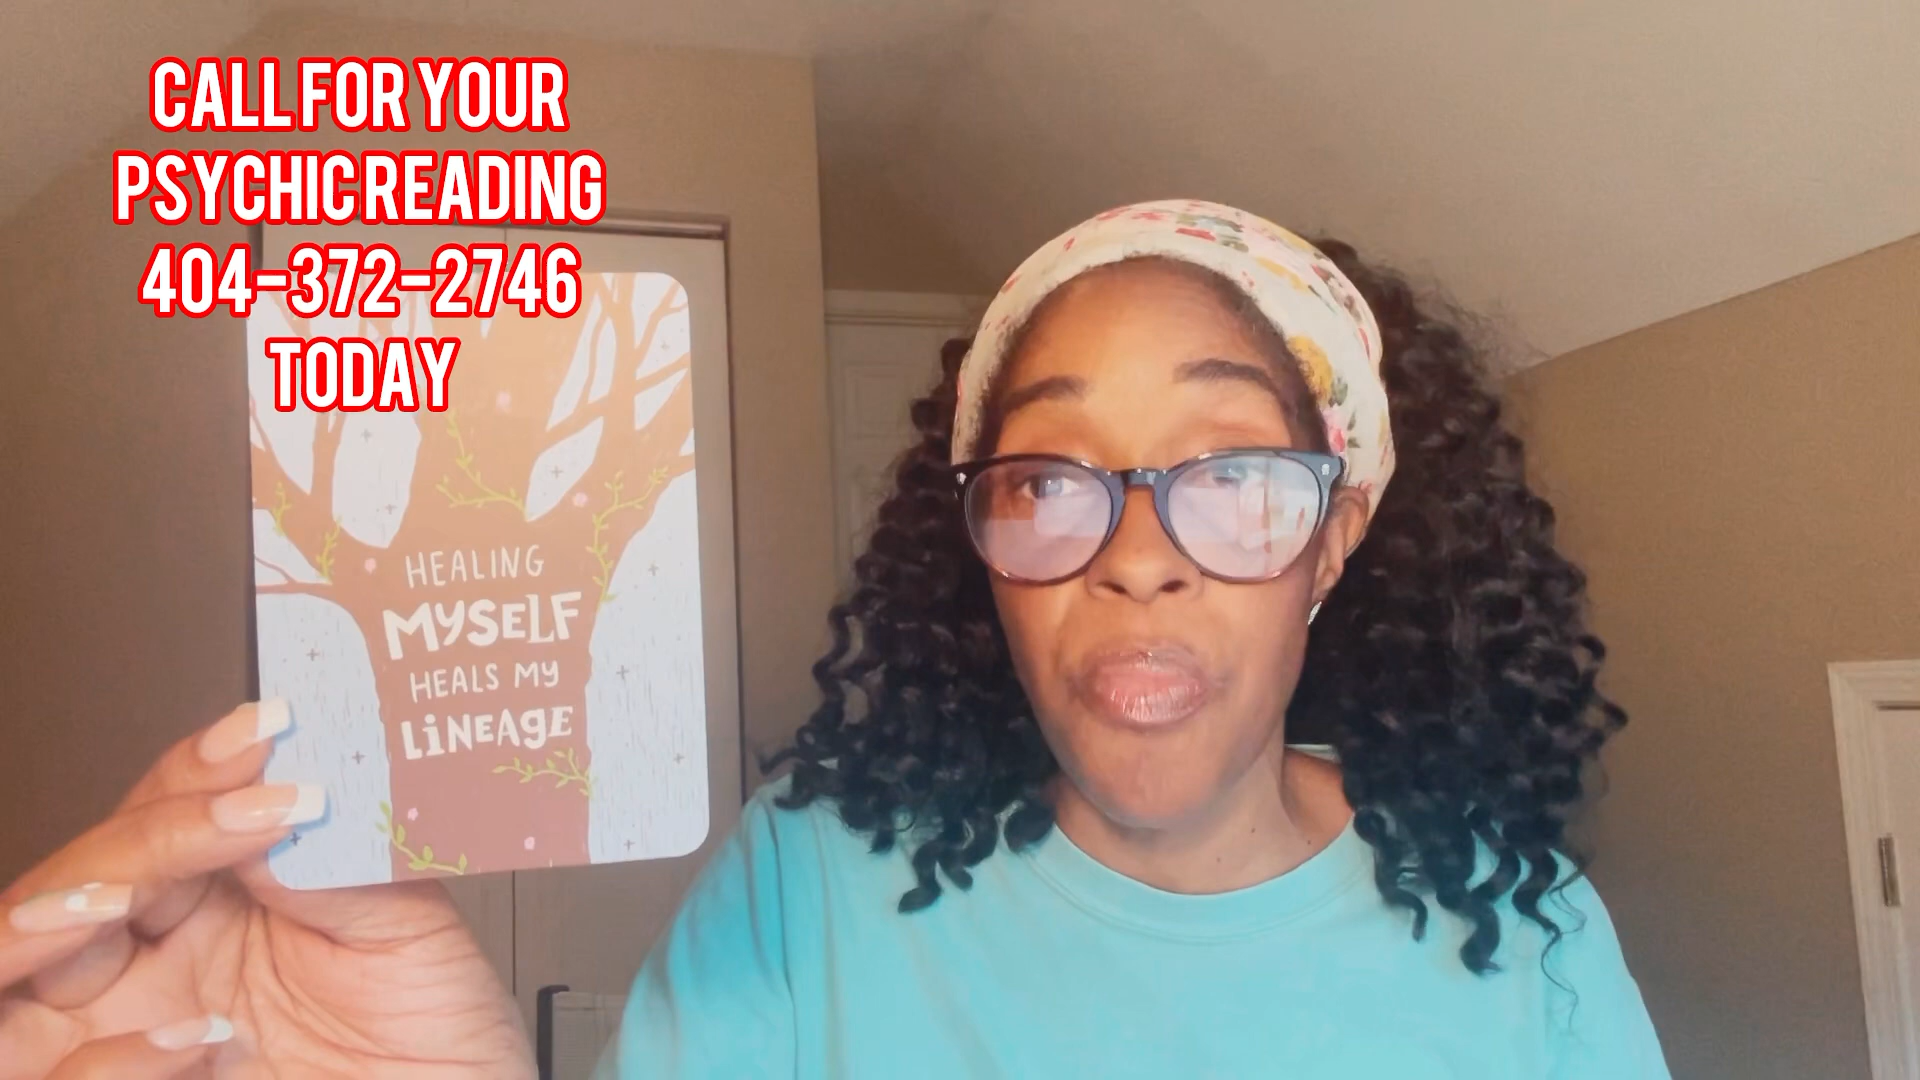 CALL FOR YOUR
PSYCHIC READING
404-372-2746
TODAY
HEALING
MYSELF
HEALS MY
LiNEAgE